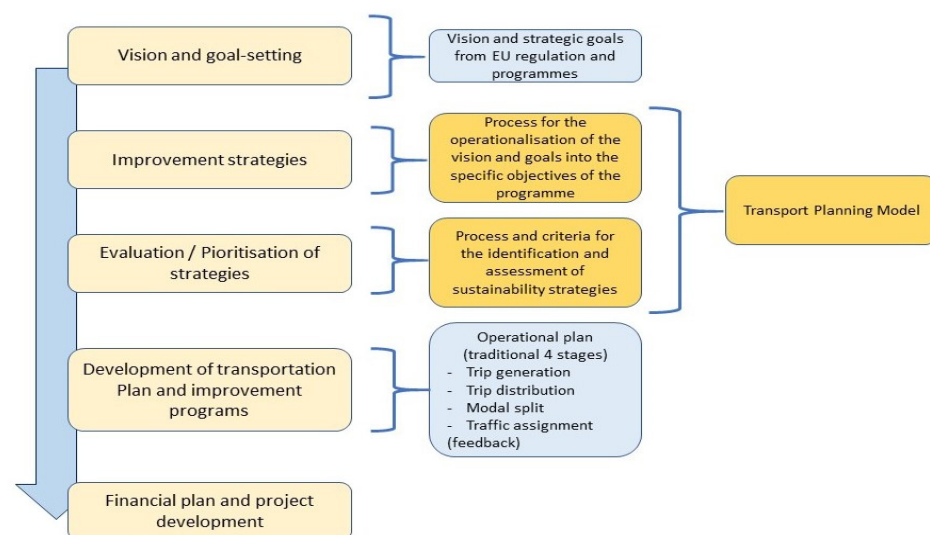 Vision and goal-setting
Vision and strategic goals
from EU regulation and
programmes
Improvement strategies
Process for the
operationalisation of the
vision and goals into the
specific objectives of the
programme
Transport Planning Model
Evaluation / Pioritisation of
strategies
Process and criteria for
the identification and
assessment of
sustainability strategies
Development of transportation
Plan and improvement
programs
Operational plan
(traditional 4 stages)
- Trip generation
- Trip distribution
- Modal split
- Traffic assignment
(feedback)
Financial plan and project
development